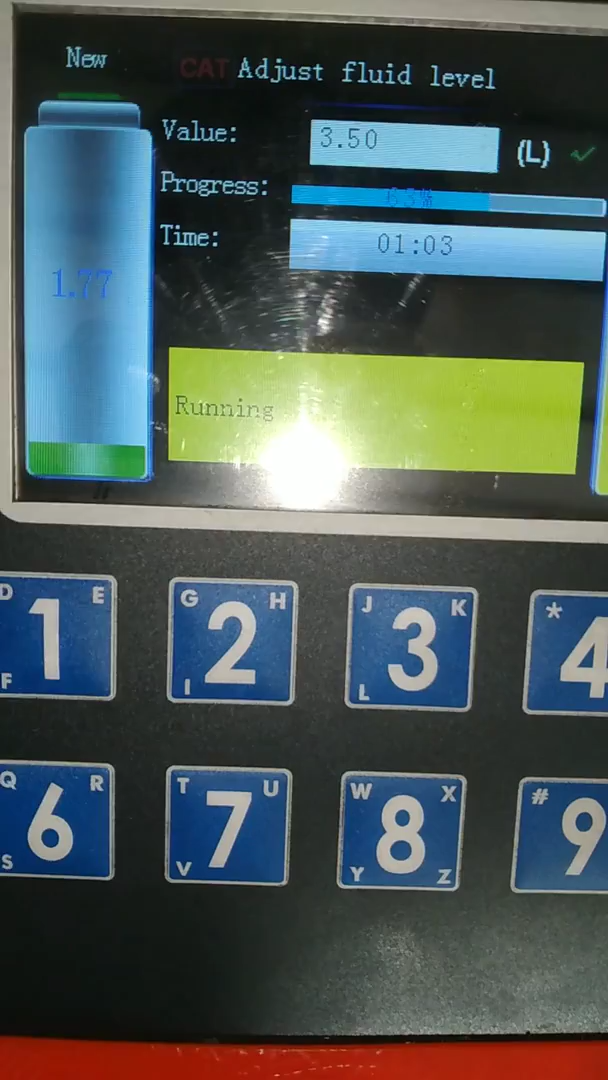 New
CAT Adjust fluid level
Value: 3.50 (L)
Progress: 63%
Time: 01:03
1.77
Running
D E G H J K *
1 2 3 4
F I L
Q R T U W X #
6 7 8 9
S V Y Z